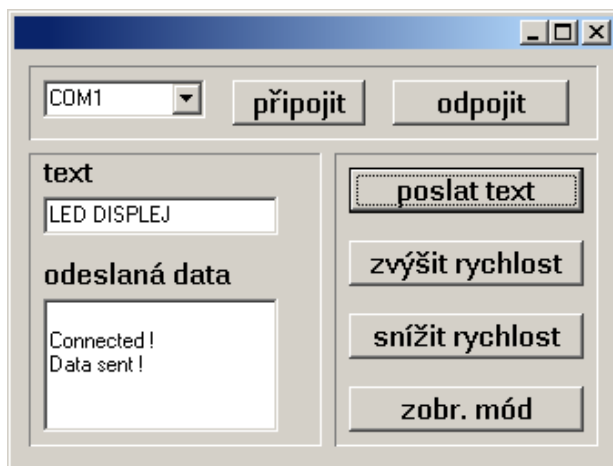 COM1
připojit
odpojit
text
LED DISPLEJ
odeslaná data
Connected !
Data sent !
poslat text
zvýšit rychlost
snížit rychlost
zobr. mód